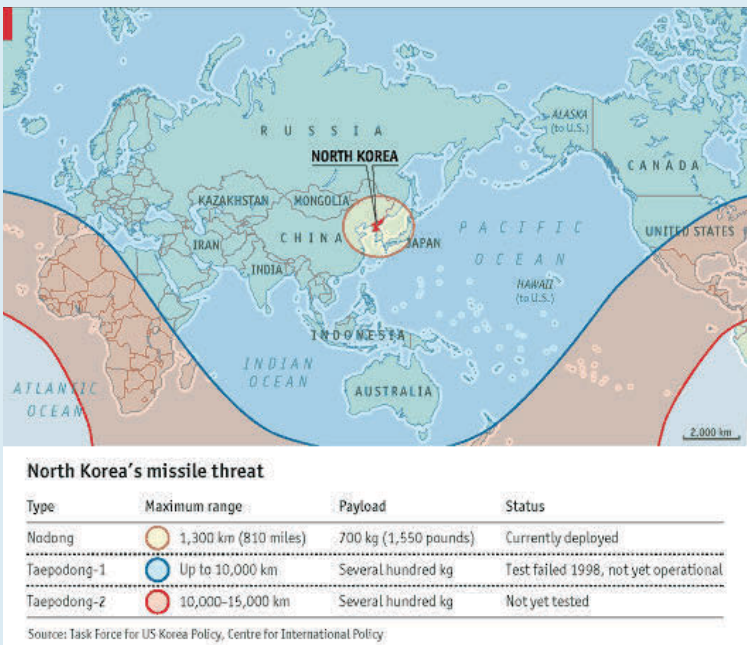 ALASKA
(to U.S.)
RUSSIA
NORTH KOREA
CANADA
KAZAKHSTAN
MONGOLIA
PACIFIC
OCEAN
UNITED STATES
CHINA
JAPAN
IRAN
INDIA
HAWAII
(to U.S.)
INDONESIA
INDIAN
OCEAN
ATLANTIC
OCEAN
AUSTRALIA
2,000 km
North Korea's missile threat
Type Maximum range Payload Status
Nodong 1,300 km (810 miles) 700 kg (1,550 pounds) Currently deployed
Taepodong-1 Up to 10,000 km Several hundred kg Test failed 1998, not yet operational
Taepodong-2 10,000–15,000 km Several hundred kg Not yet tested
Source: Task Force for US Korea Policy, Centre for International Policy